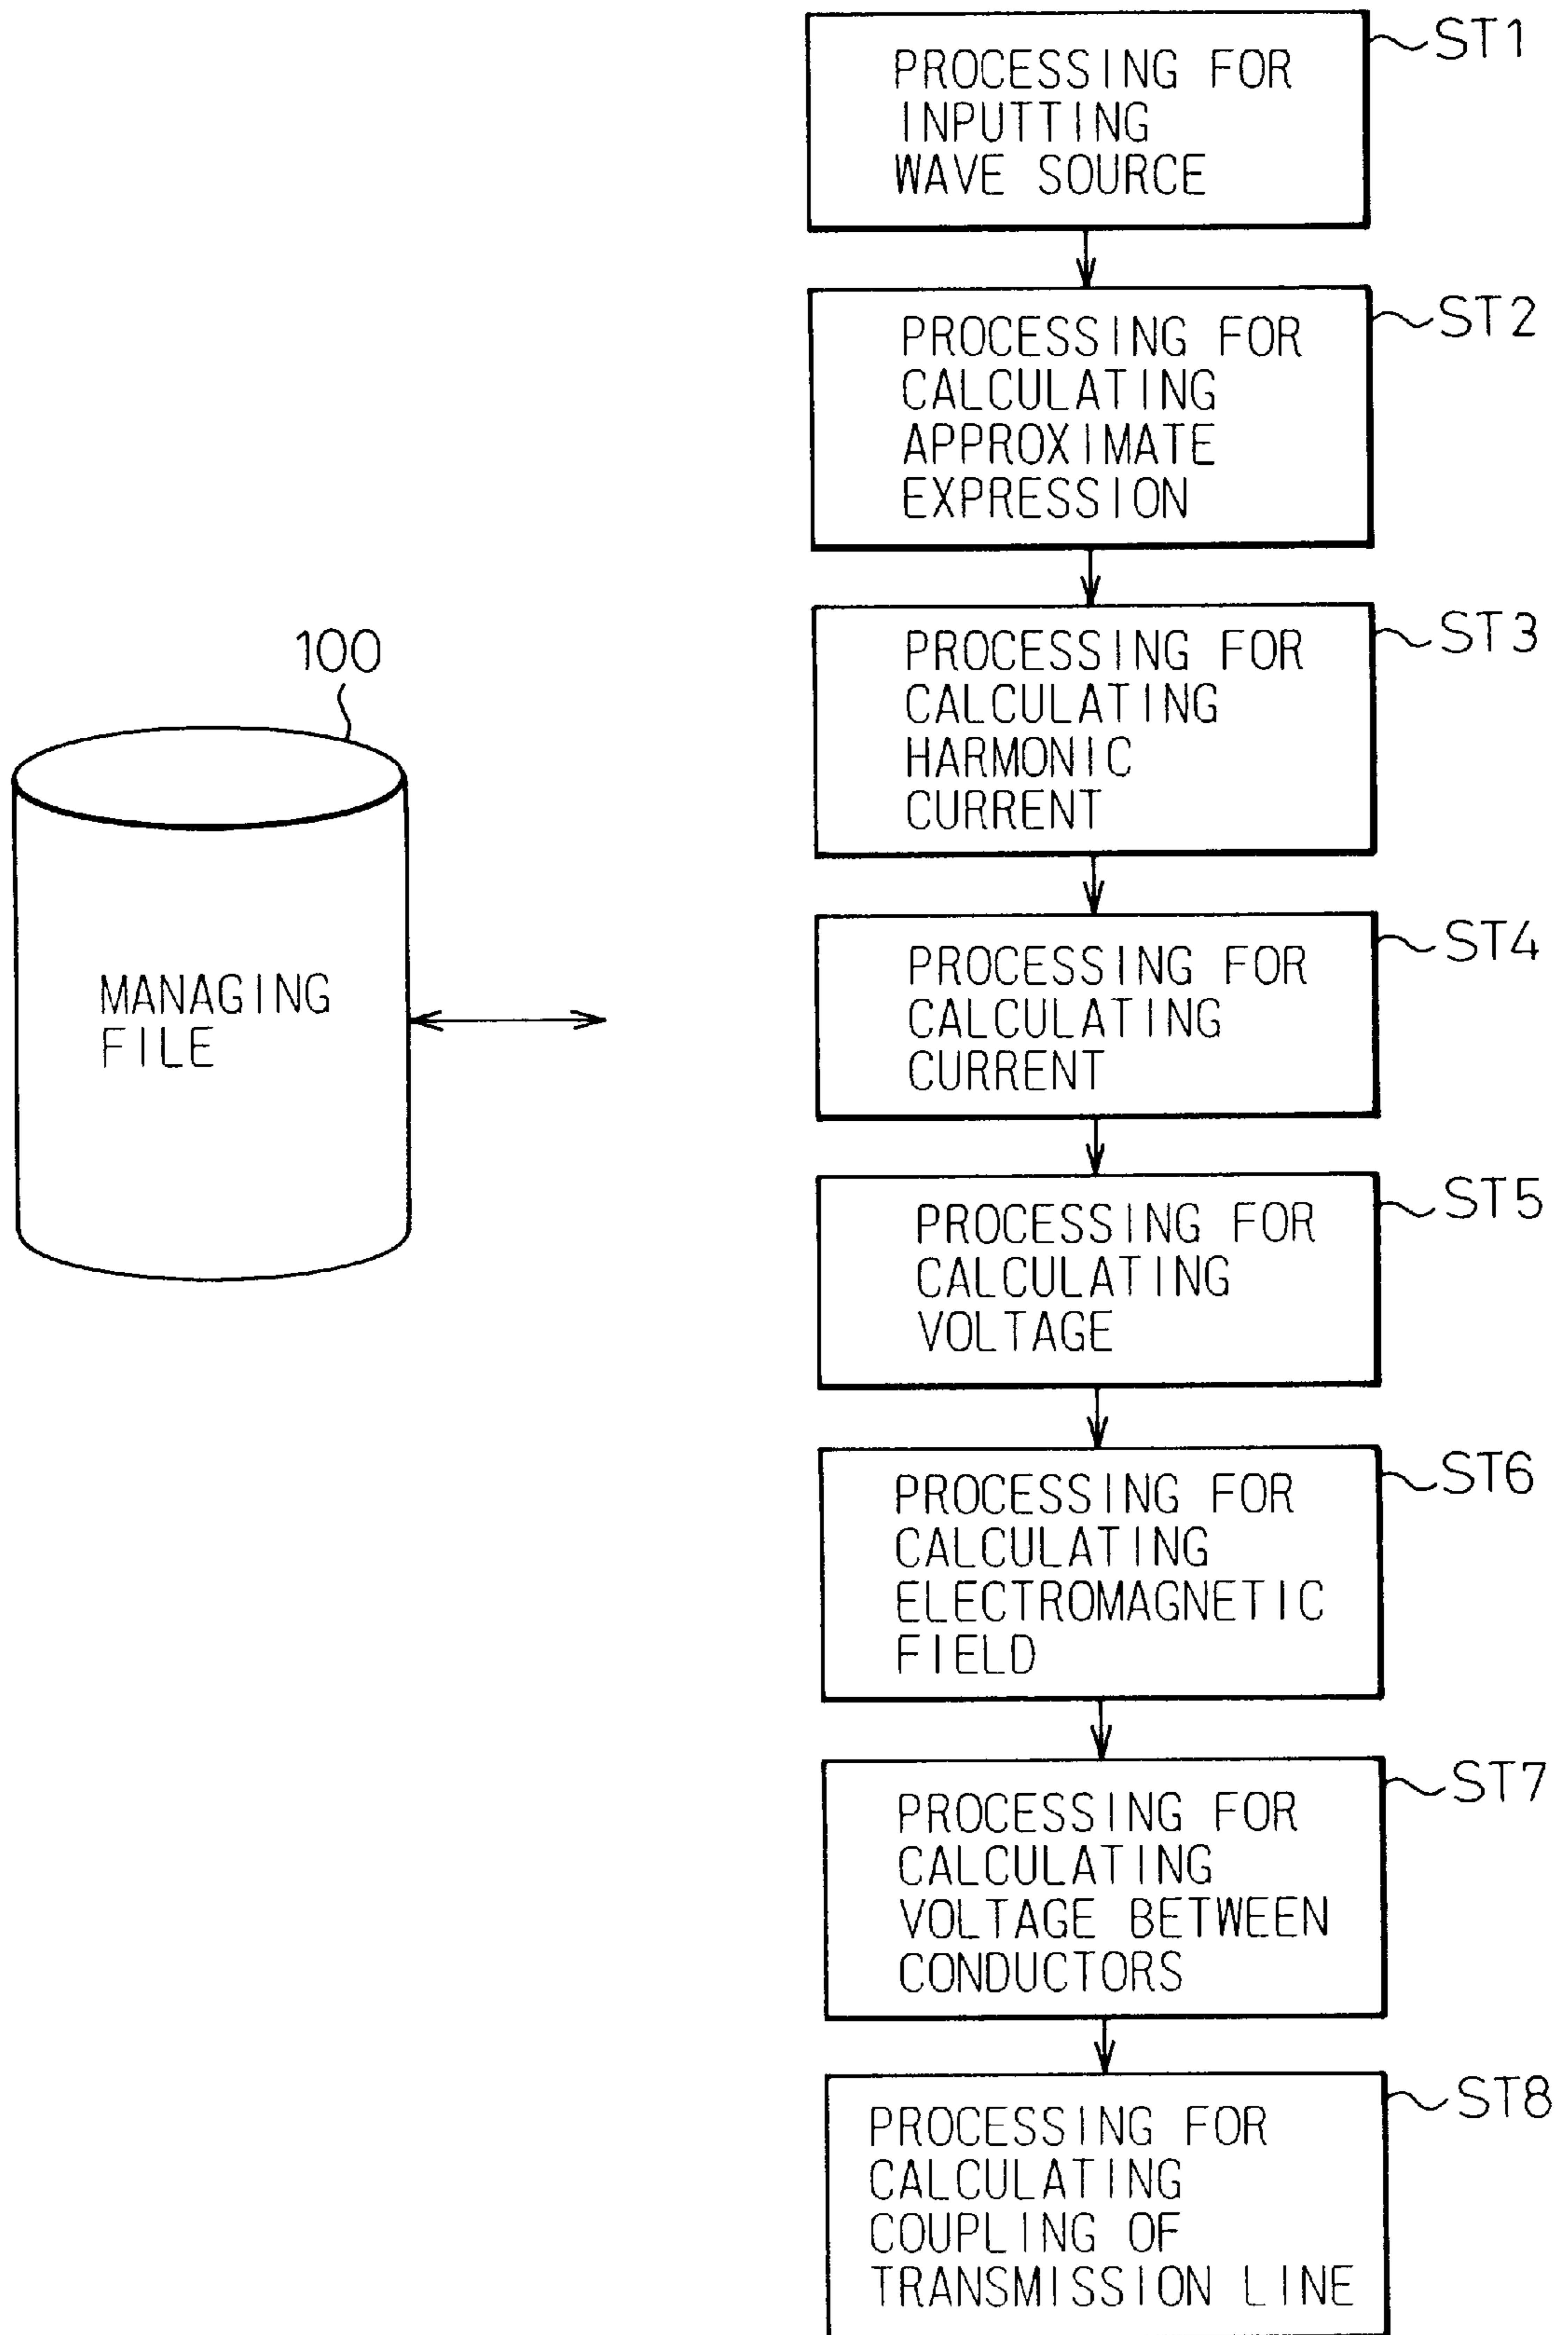 PROCESSING FOR
INPUTTING
WAVE SOURCE
ST1
PROCESSING FOR
CALCULATING
APPROXIMATE
EXPRESSION
ST2
100
MANAGING
FILE
PROCESSING FOR
CALCULATING
HARMONIC
CURRENT
ST3
PROCESSING FOR
CALCULATING
CURRENT
ST4
PROCESSING FOR
CALCULATING
VOLTAGE
ST5
PROCESSING FOR
CALCULATING
ELECTROMAGNETIC
FIELD
ST6
PROCESSING FOR
CALCULATING
VOLTAGE BETWEEN
CONDUCTORS
ST7
PROCESSING FOR
CALCULATING
COUPLING OF
TRANSMISSION LINE
ST8